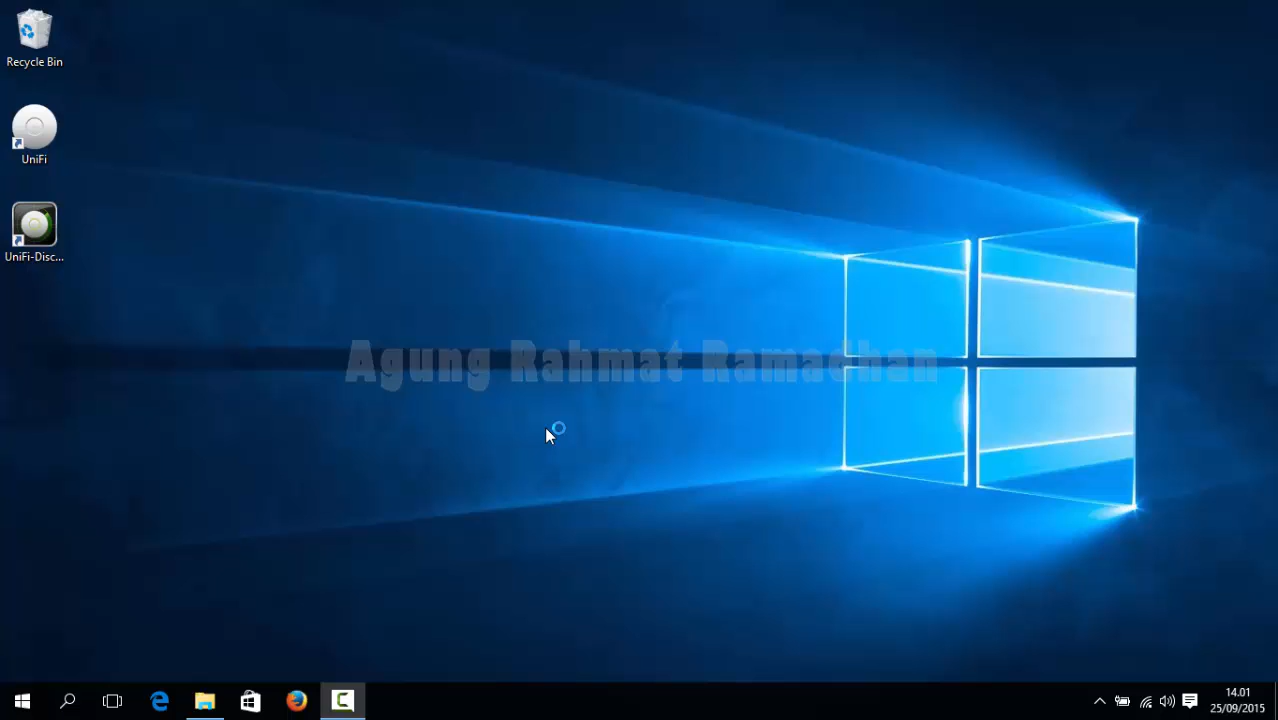 Recycle Bin
UniFi
UniFi-Disc...
Agung Rahmat Ramadhan
14.01
25/09/2015